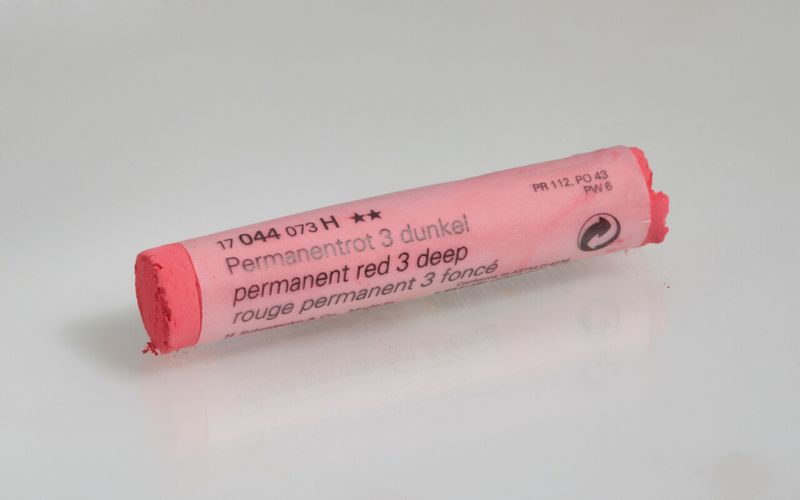 17 044 073 H ★★
Permanentrot 3 dunkel
permanent red 3 deep
rouge permanent 3 foncé
PR 112, PO 43
PW 6